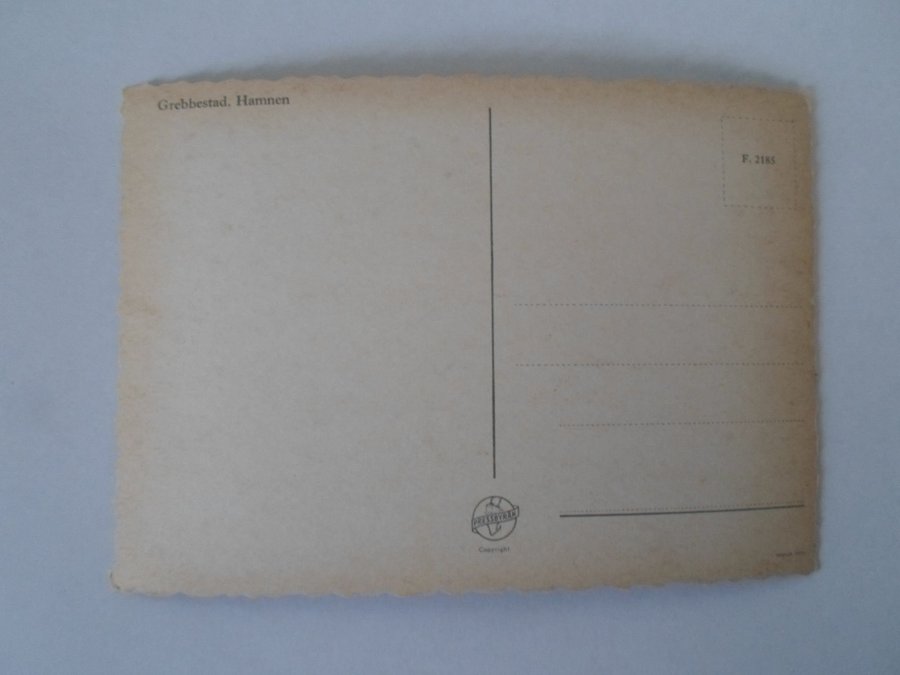 Grebbestad. Hamnen
F. 2185
PRESSBYRÅN
Copyright